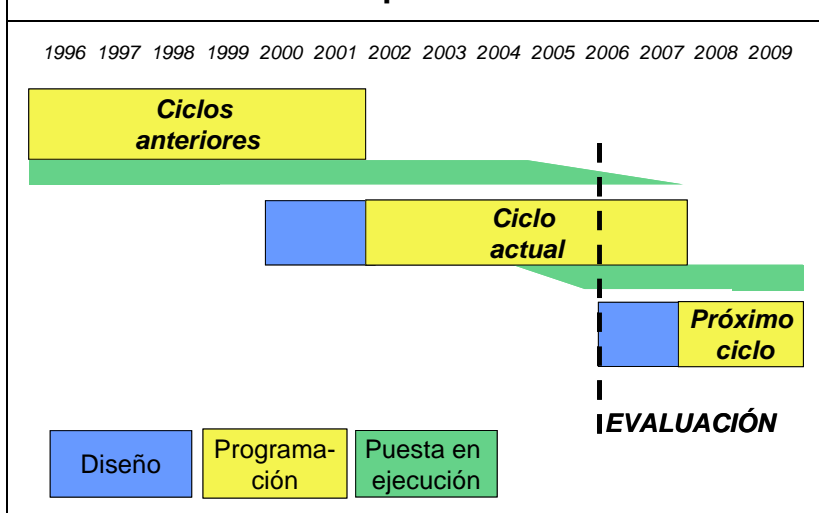 1996 1997 1998 1999 2000 2001 2002 2003 2004 2005 2006 2007 2008 2009
Ciclos
anteriores
Ciclo
actual
Próximo
ciclo
EVALUACIÓN
Diseño
Programa-
ción
Puesta en
ejecución